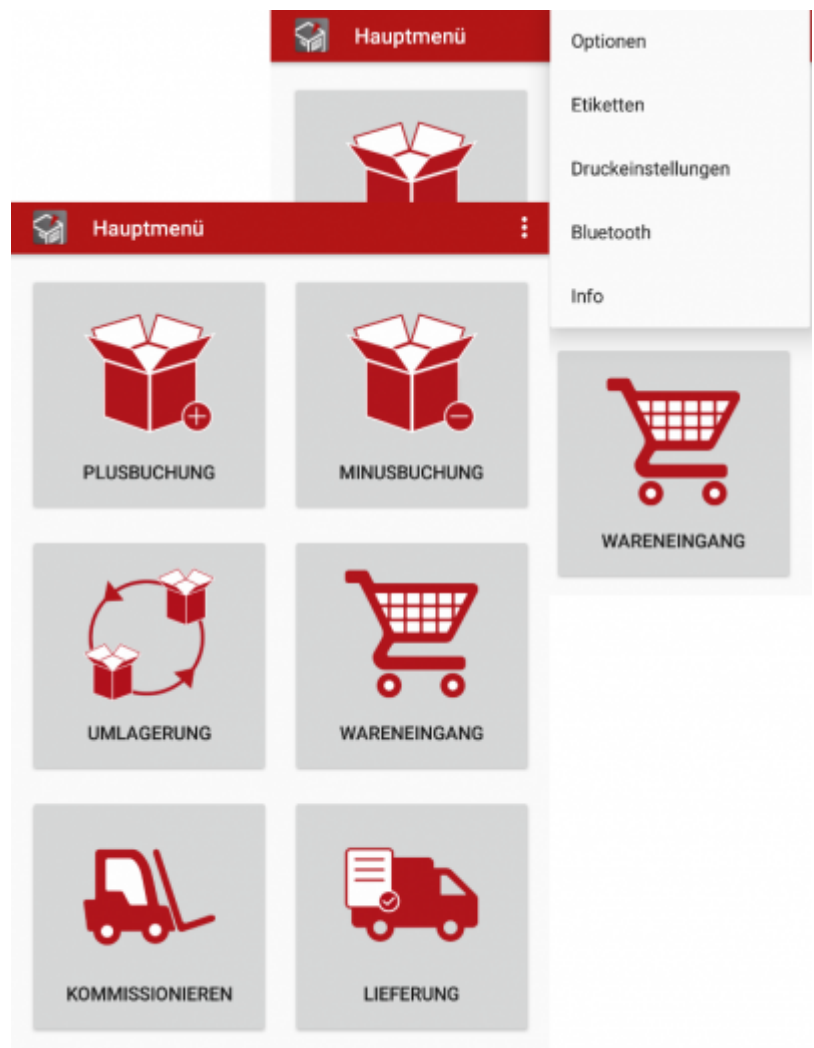 Hauptmenü
Optionen
Etiketten
Druckeinstellungen
Bluetooth
Info
WARENEINGANG
Hauptmenü
PLUSBUCHUNG
MINUSBUCHUNG
UMLAGERUNG
WARENEINGANG
KOMMISSIONIEREN
LIEFERUNG